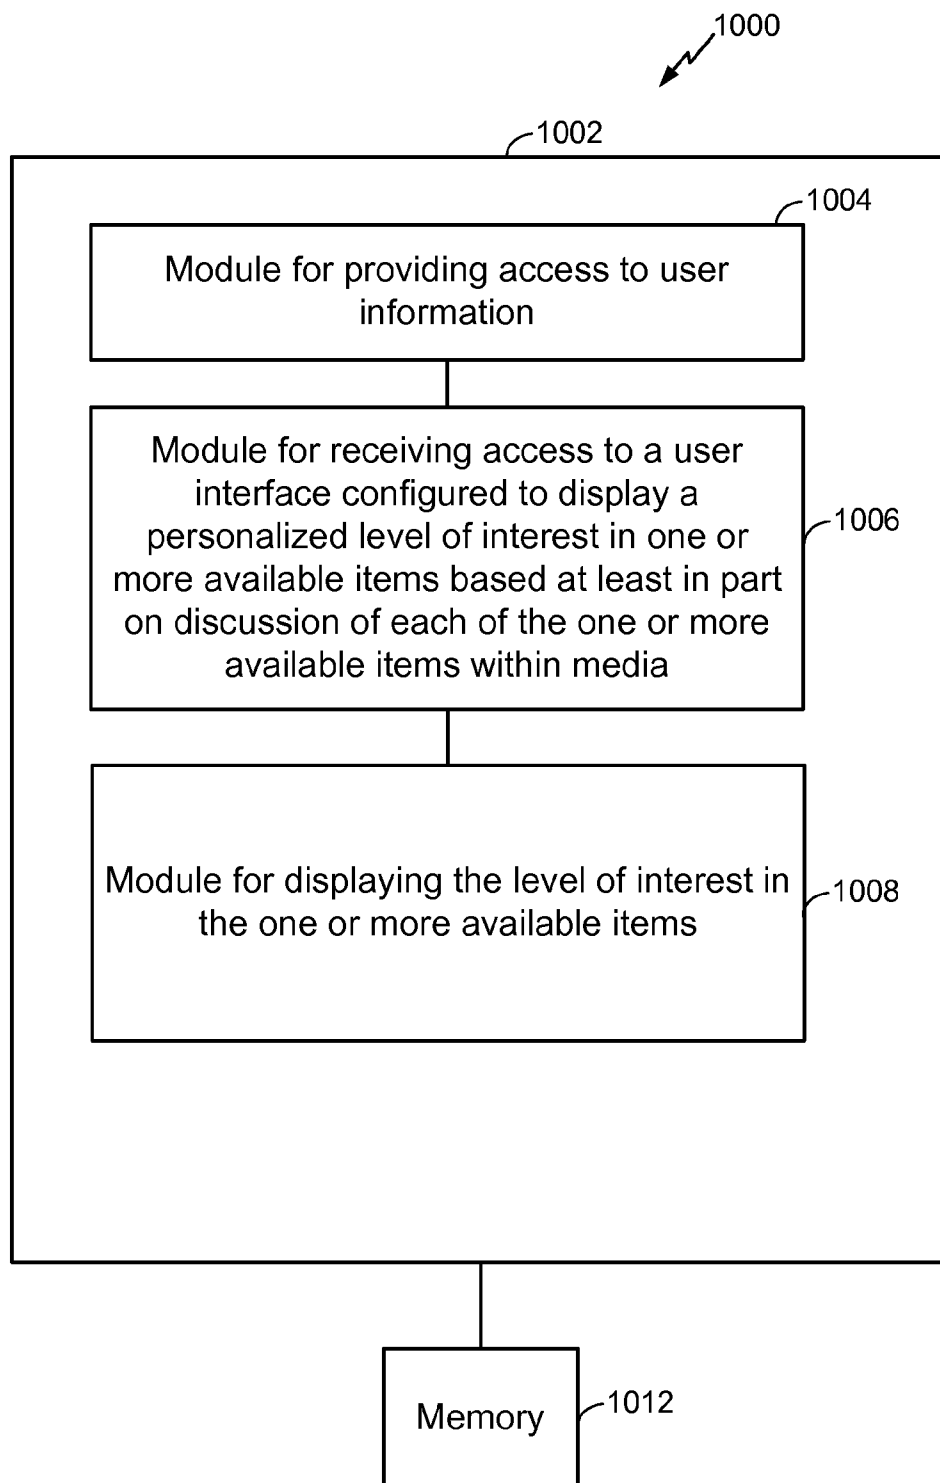 1000
1002
1004
Module for providing access to user
information
Module for receiving access to a user
interface configured to display a
personalized level of interest in one or
more available items based at least in part
on discussion of each of the one or more
available items within media
1006
Module for displaying the level of interest in
the one or more available items
1008
Memory
1012